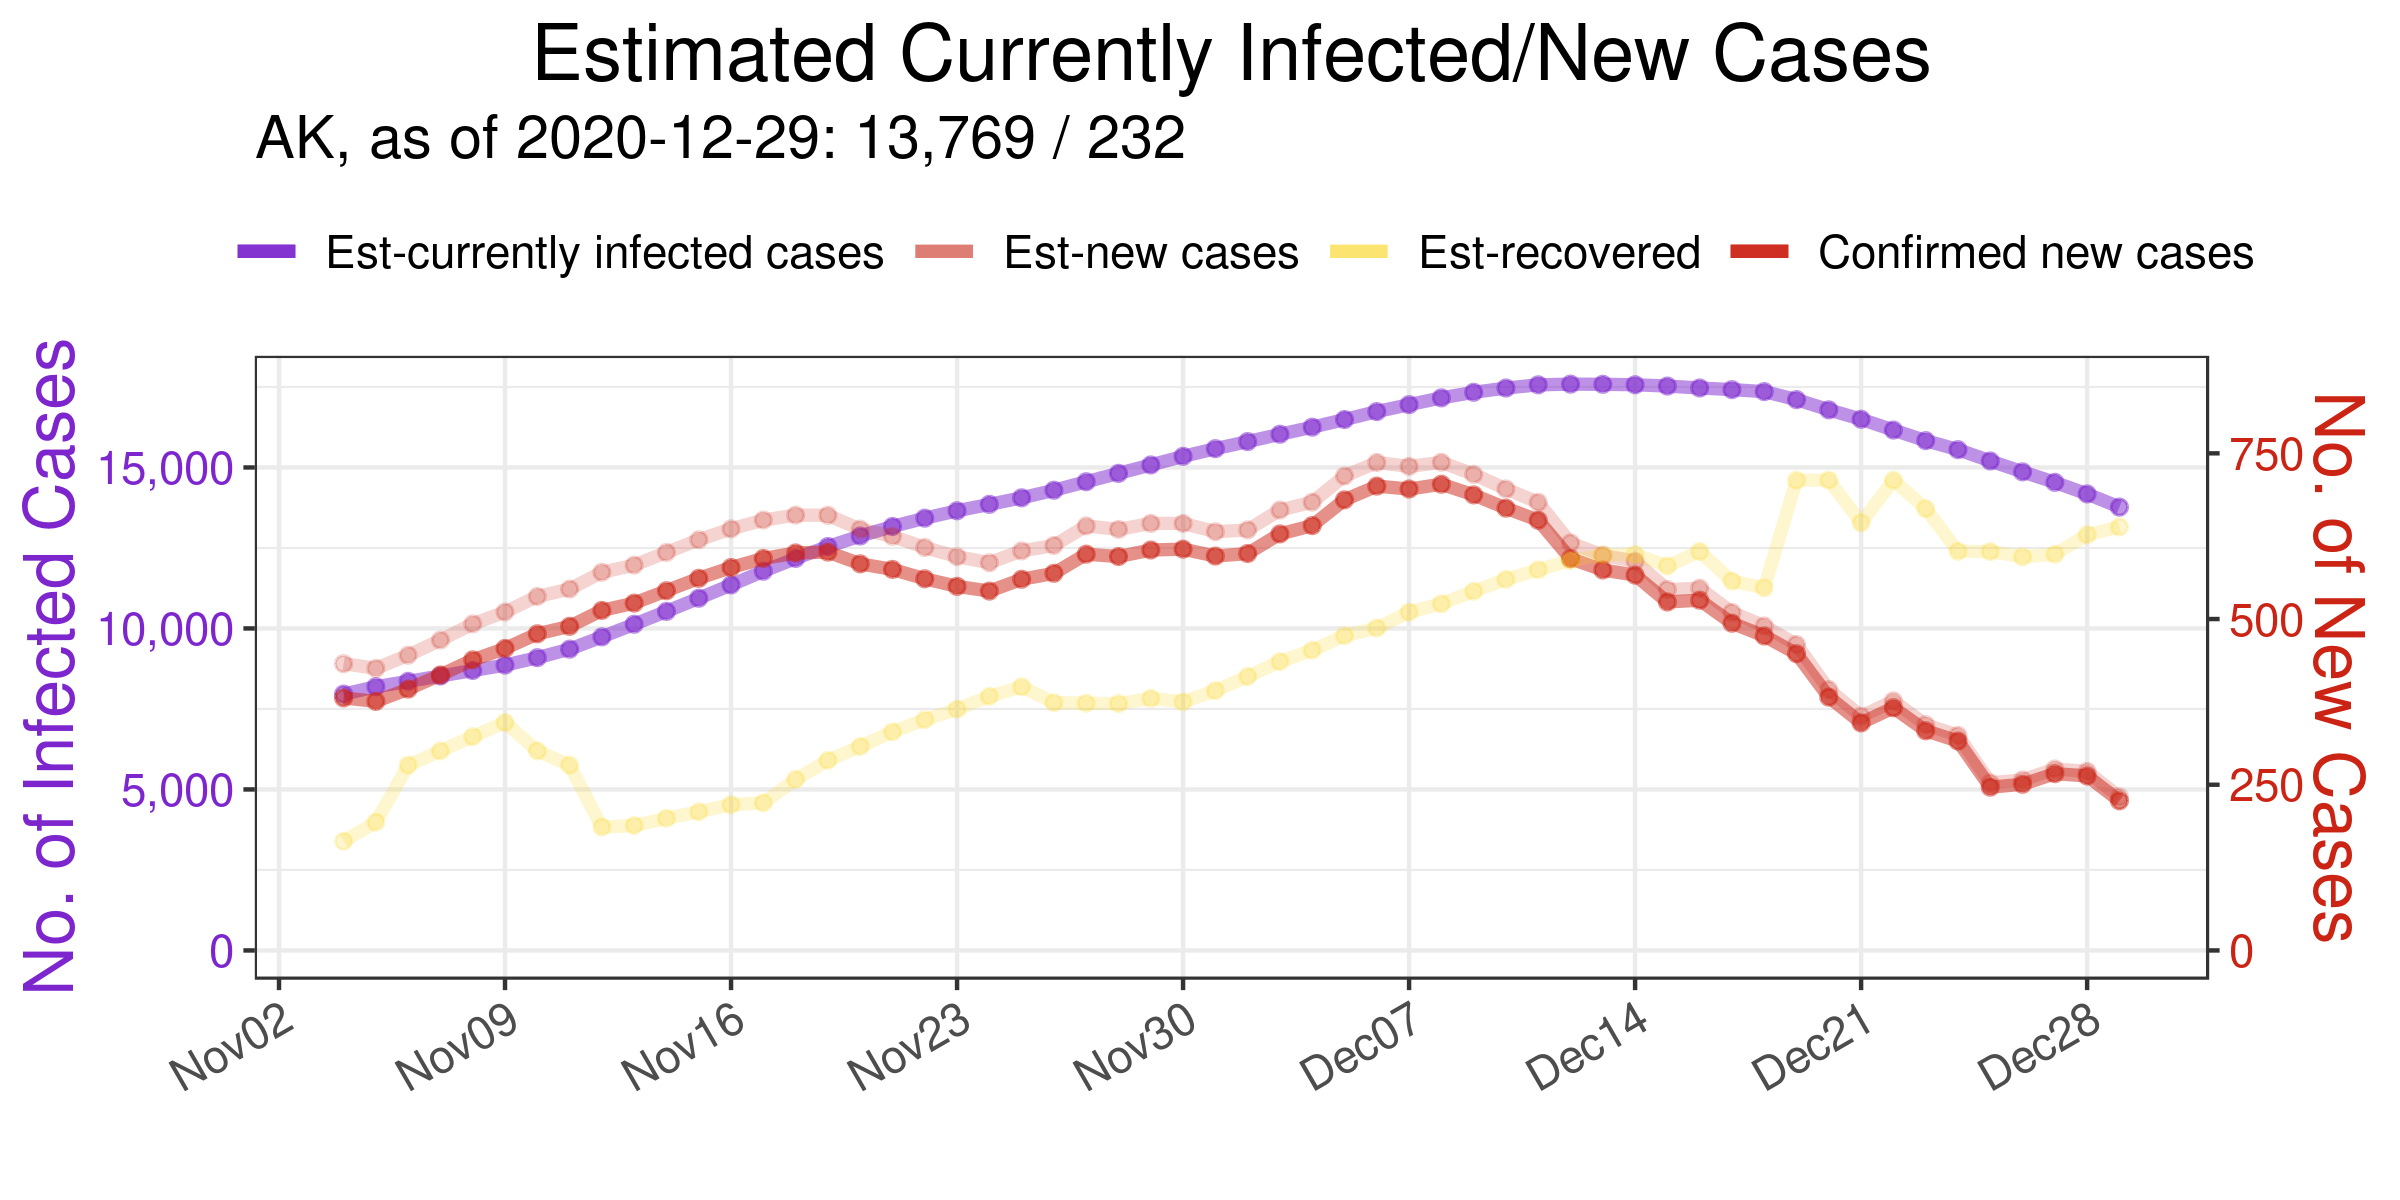 Estimated Currently Infected/New Cases
AK, as of 2020-12-29: 13,769 / 232
Est-currently infected cases Est-new cases Est-recovered Confirmed new cases
No. of Infected Cases
15,000
10,000
5,000
0
750
500
250
0
No. of New Cases
Nov02 Nov09 Nov16 Nov23 Nov30 Dec07 Dec14 Dec21 Dec28